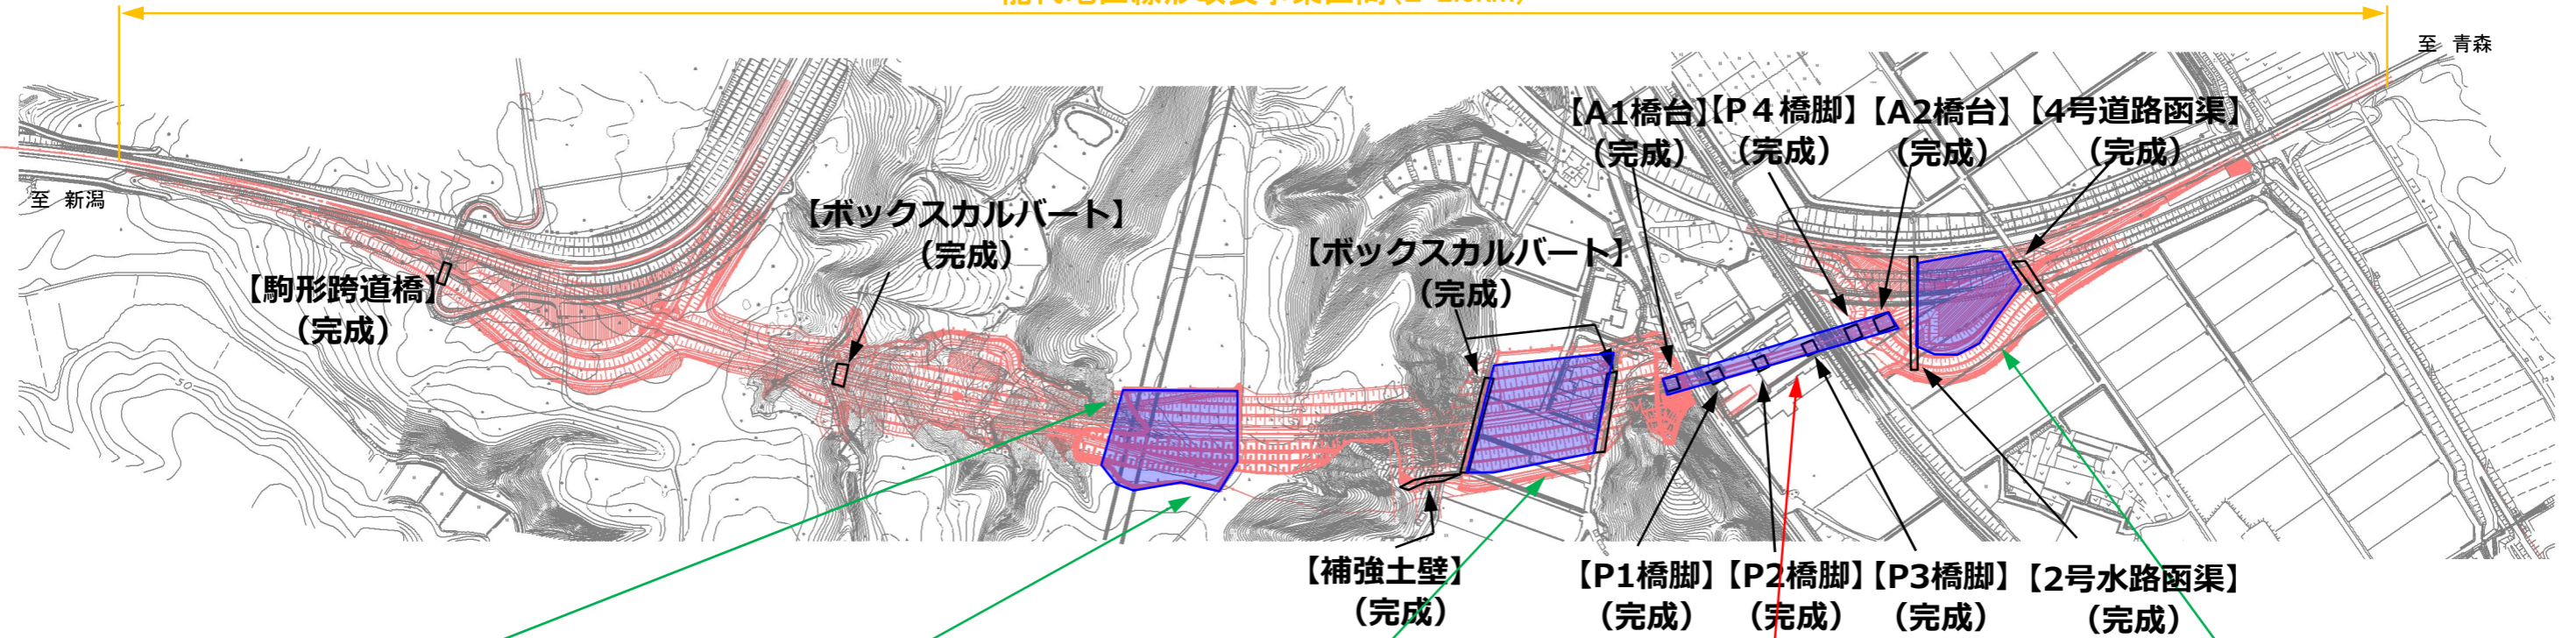 至 青森
至 新潟
【A1橋台】
（完成）
【P４橋脚】
（完成）
【A2橋台】
（完成）
【4号道路函渠】
（完成）
【ボックスカルバート】
（完成）
【ボックスカルバート】
（完成）
【駒形跨道橋】
（完成）
50
【補強土壁】
（完成）
【P1橋脚】
（完成）
【P2橋脚】
（完成）
【P3橋脚】
（完成）
【2号水路函渠】
（完成）